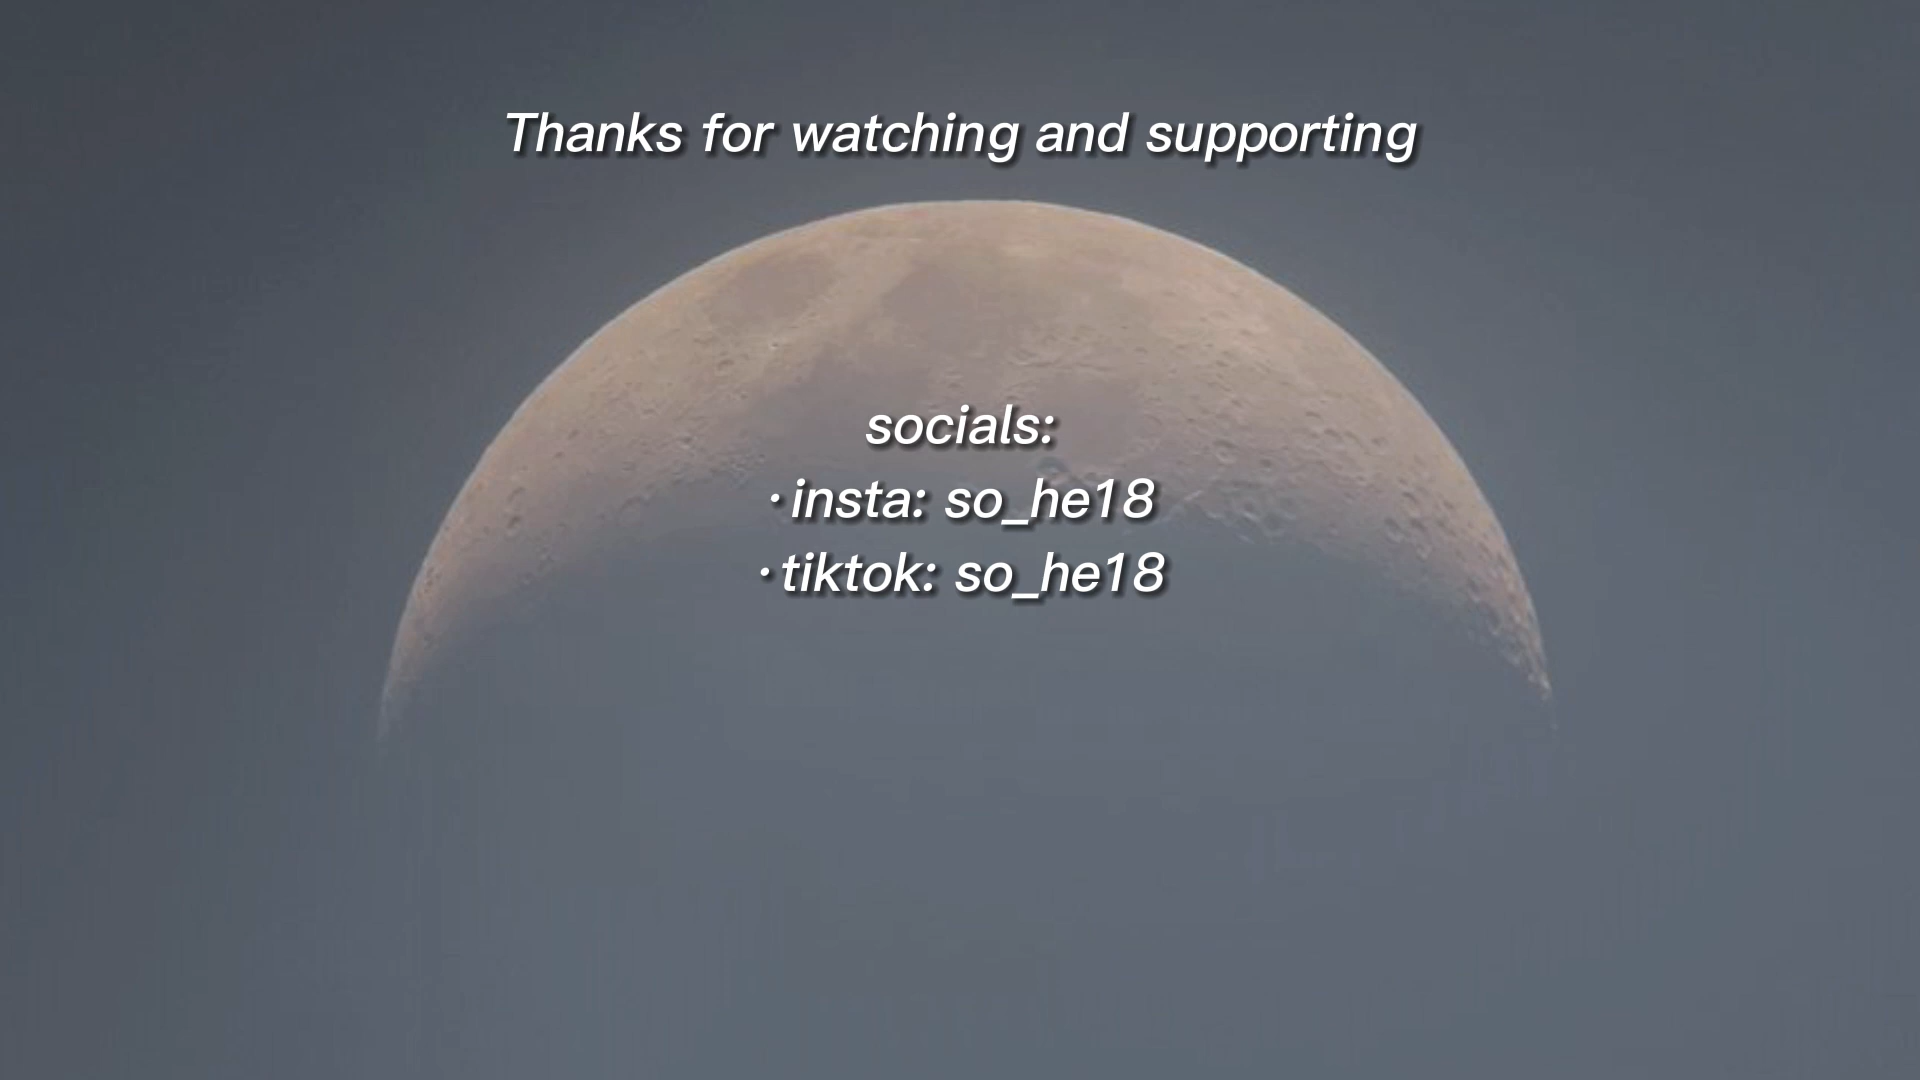 Thanks for watching and supporting
socials:
·insta: so_he18
·tiktok: so_he18